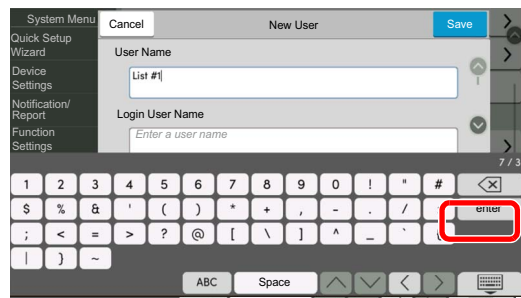 System Menu
Cancel
New User
Save
Quick Setup
Wizard
User Name
Device
Settings
List #1
Notification/
Report
Login User Name
Function
Settings
Enter a user name
7 / 3
1 2 3 4 5 6 7 8 9 0 ! " #
$ % & ' ( ) * + , - . / enter
; < = > ? @ [ \ ] ^ _ `
| } ~
ABC Space